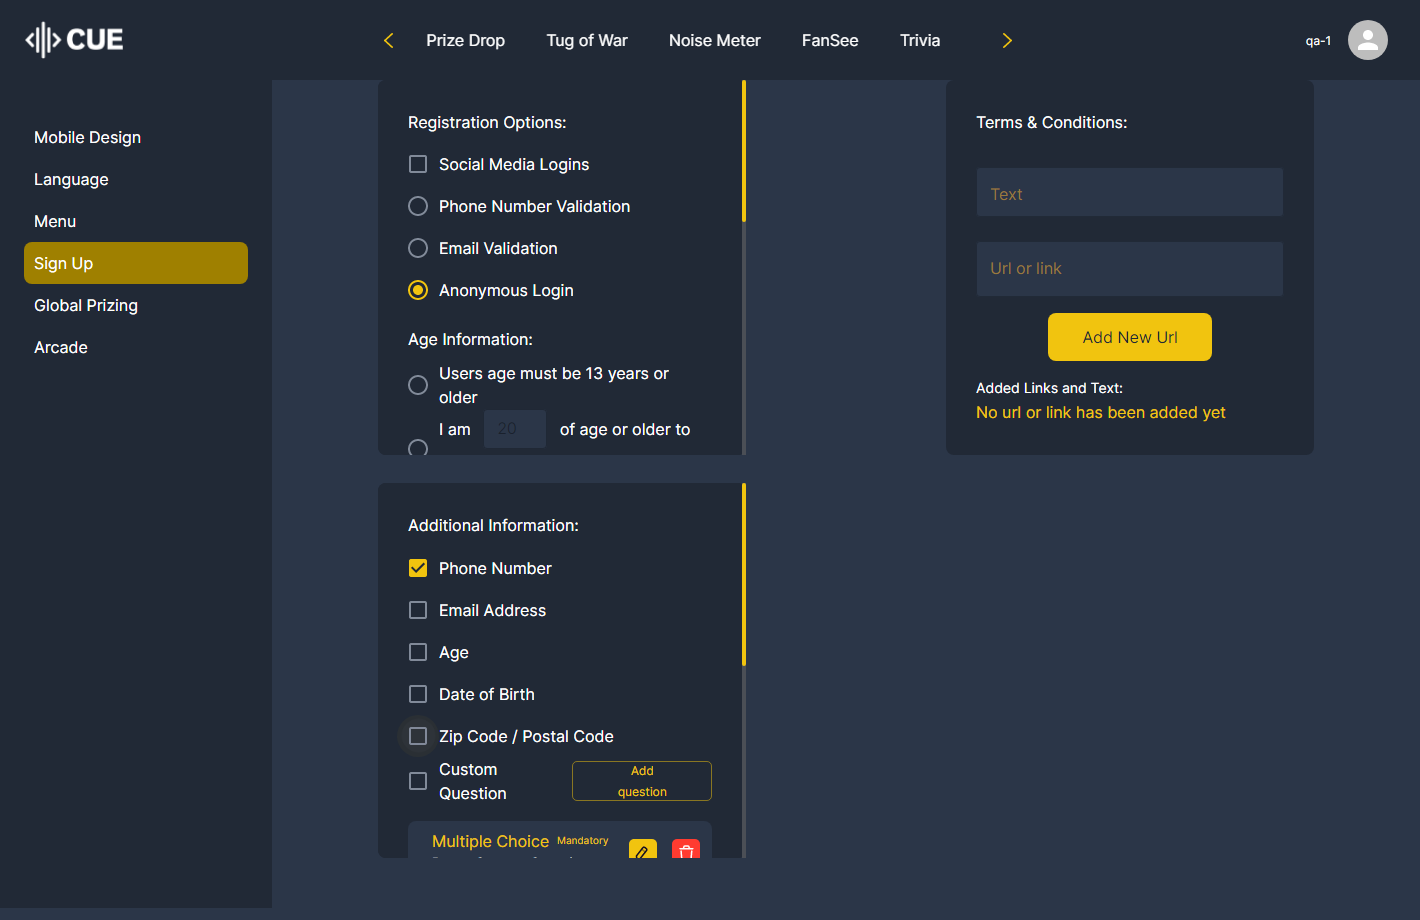 CUE
Prize Drop
Tug of War
Noise Meter
FanSee
Trivia
qa-1
Mobile Design
Language
Menu
Sign Up
Global Prizing
Arcade
Registration Options:
Social Media Logins
Phone Number Validation
Email Validation
Anonymous Login
Age Information:
Users age must be 13 years or
older
I am 20 of age or older to
Terms & Conditions:
Text
Url or link
Add New Url
Added Links and Text:
No url or link has been added yet
Additional Information:
Phone Number
Email Address
Age
Date of Birth
Zip Code / Postal Code
Custom
Question
Add
question
Multiple Choice Mandatory